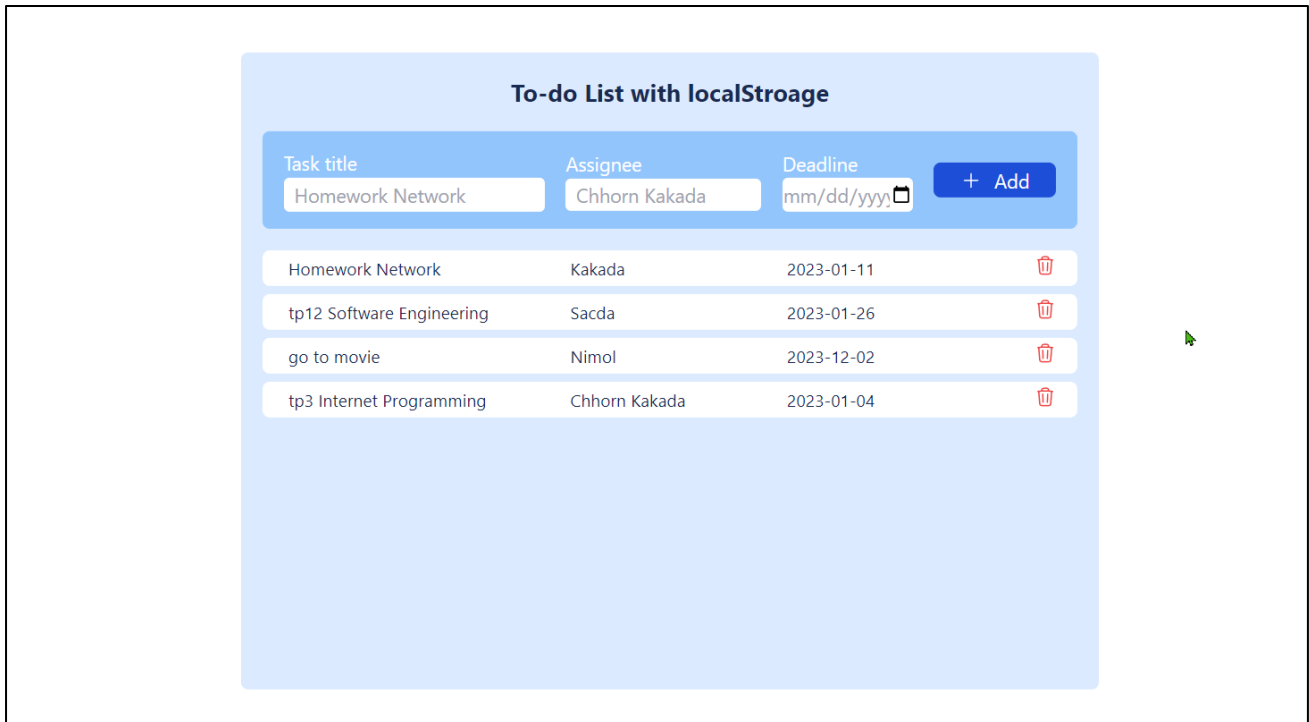 To-do List with localStroage
Task title Assignee Deadline
Homework Network Chhorn Kakada mm/dd/yyyy + Add
Homework Network Kakada 2023-01-11
tp12 Software Engineering Sacda 2023-01-26
go to movie Nimol 2023-12-02
tp3 Internet Programming Chhorn Kakada 2023-01-04